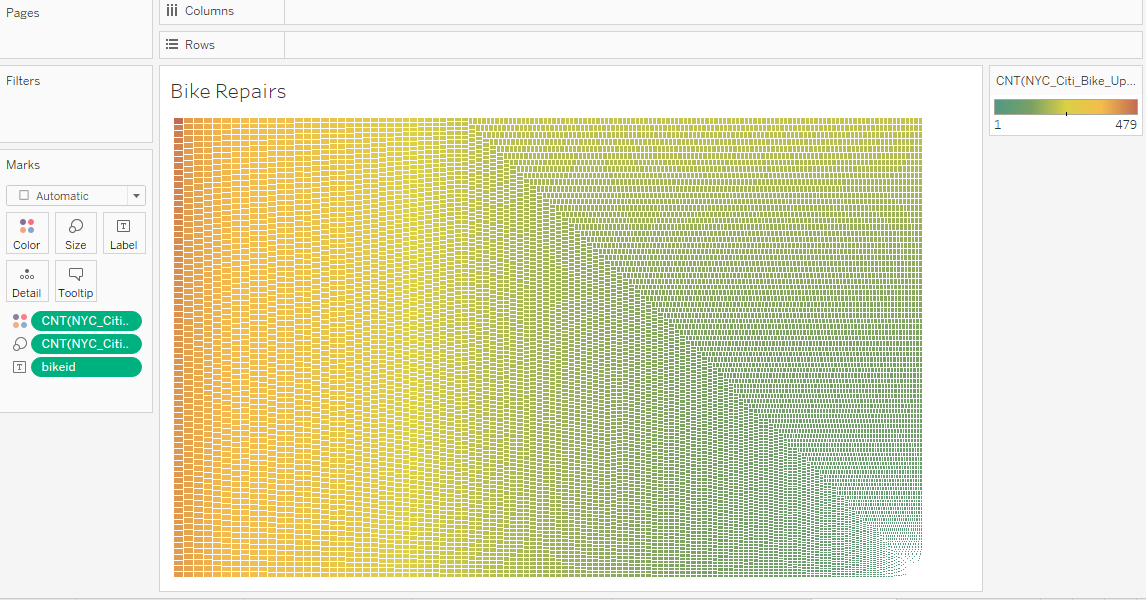 Pages
Columns
Rows
Filters
Bike Repairs
CNT(NYC_Citi_Bike_Up...
1
479
Marks
Automatic
Color
Size
Label
T
Detail
Tooltip
CNT(NYC_Citi..
CNT(NYC_Citi..
T
bikeid